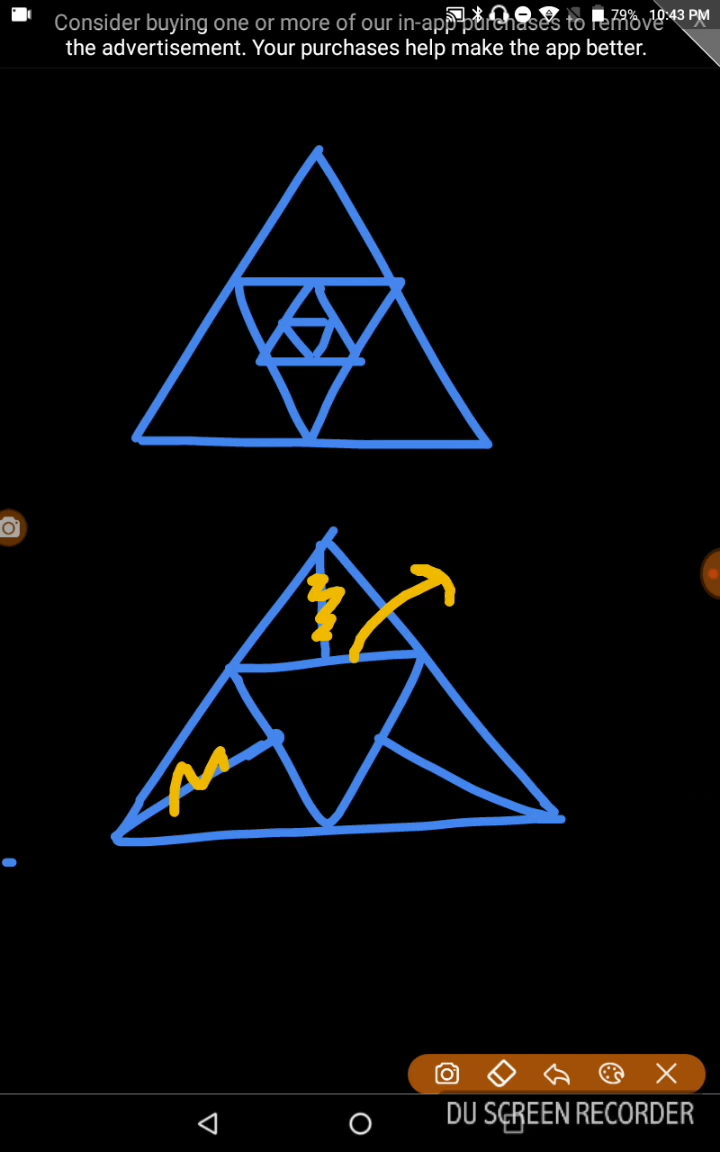 79% 10:43 PM
Consider buying one or more of our in-app purchases to remove X
the advertisement. Your purchases help make the app better.
DU SCREEN RECORDER